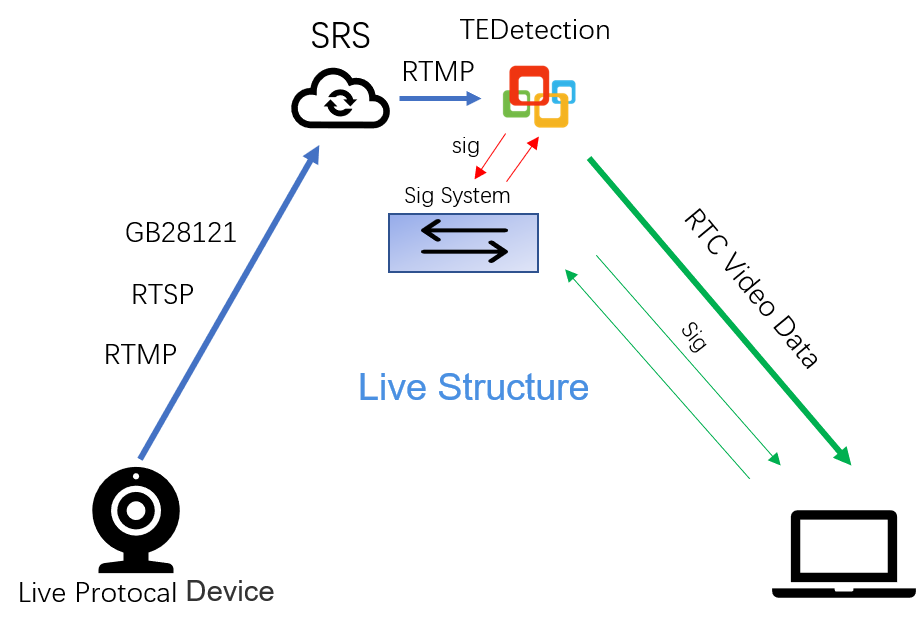 SRS
TEDetection
RTMP
sig
Sig System
GB28121
RTSP
RTMP
RTC Video Data
Sig
Live Structure
Live Protocal Device